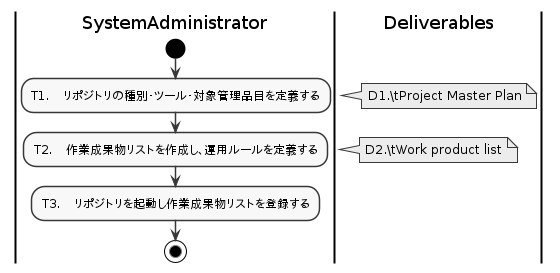 SystemAdministrator
Deliverables
T1. リポジトリの種別・ツール・対象管理品目を定義する
D1.\tProject Master Plan
T2. 作業成果物リストを作成し、運用ルールを定義する
D2.\tWork product list
T3. リポジトリを起動し作業成果物リストを登録する